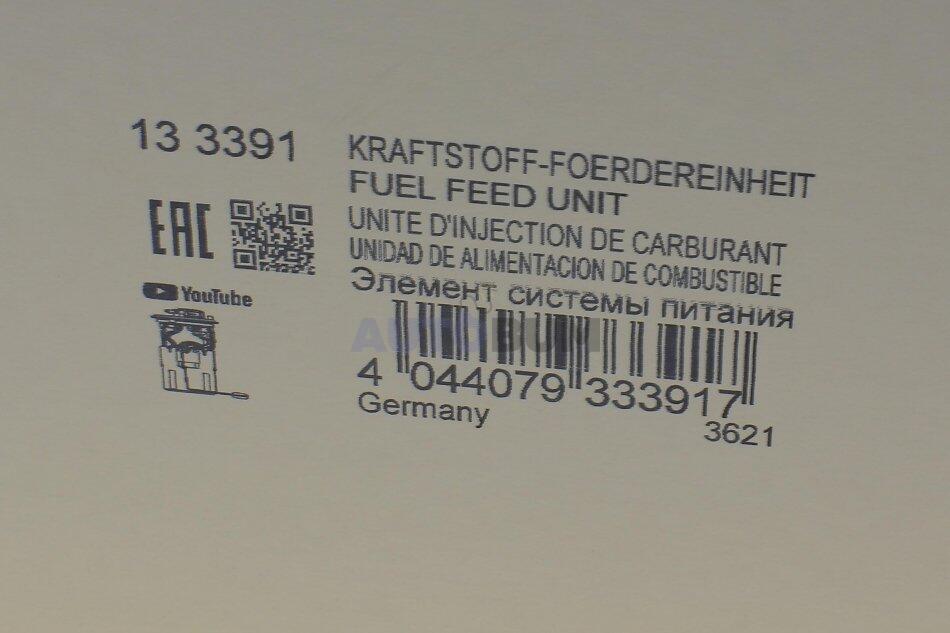 13 3391
KRAFTSTOFF-FOERDEREINHEIT
FUEL FEED UNIT
UNITE D'INJECTION DE CARBURANT
UNIDAD DE ALIMENTACION DE COMBUSTIBLE
Элемент системы питания
EAC
YouTube
AUTOBUM
4 044079 333917
Germany
3621